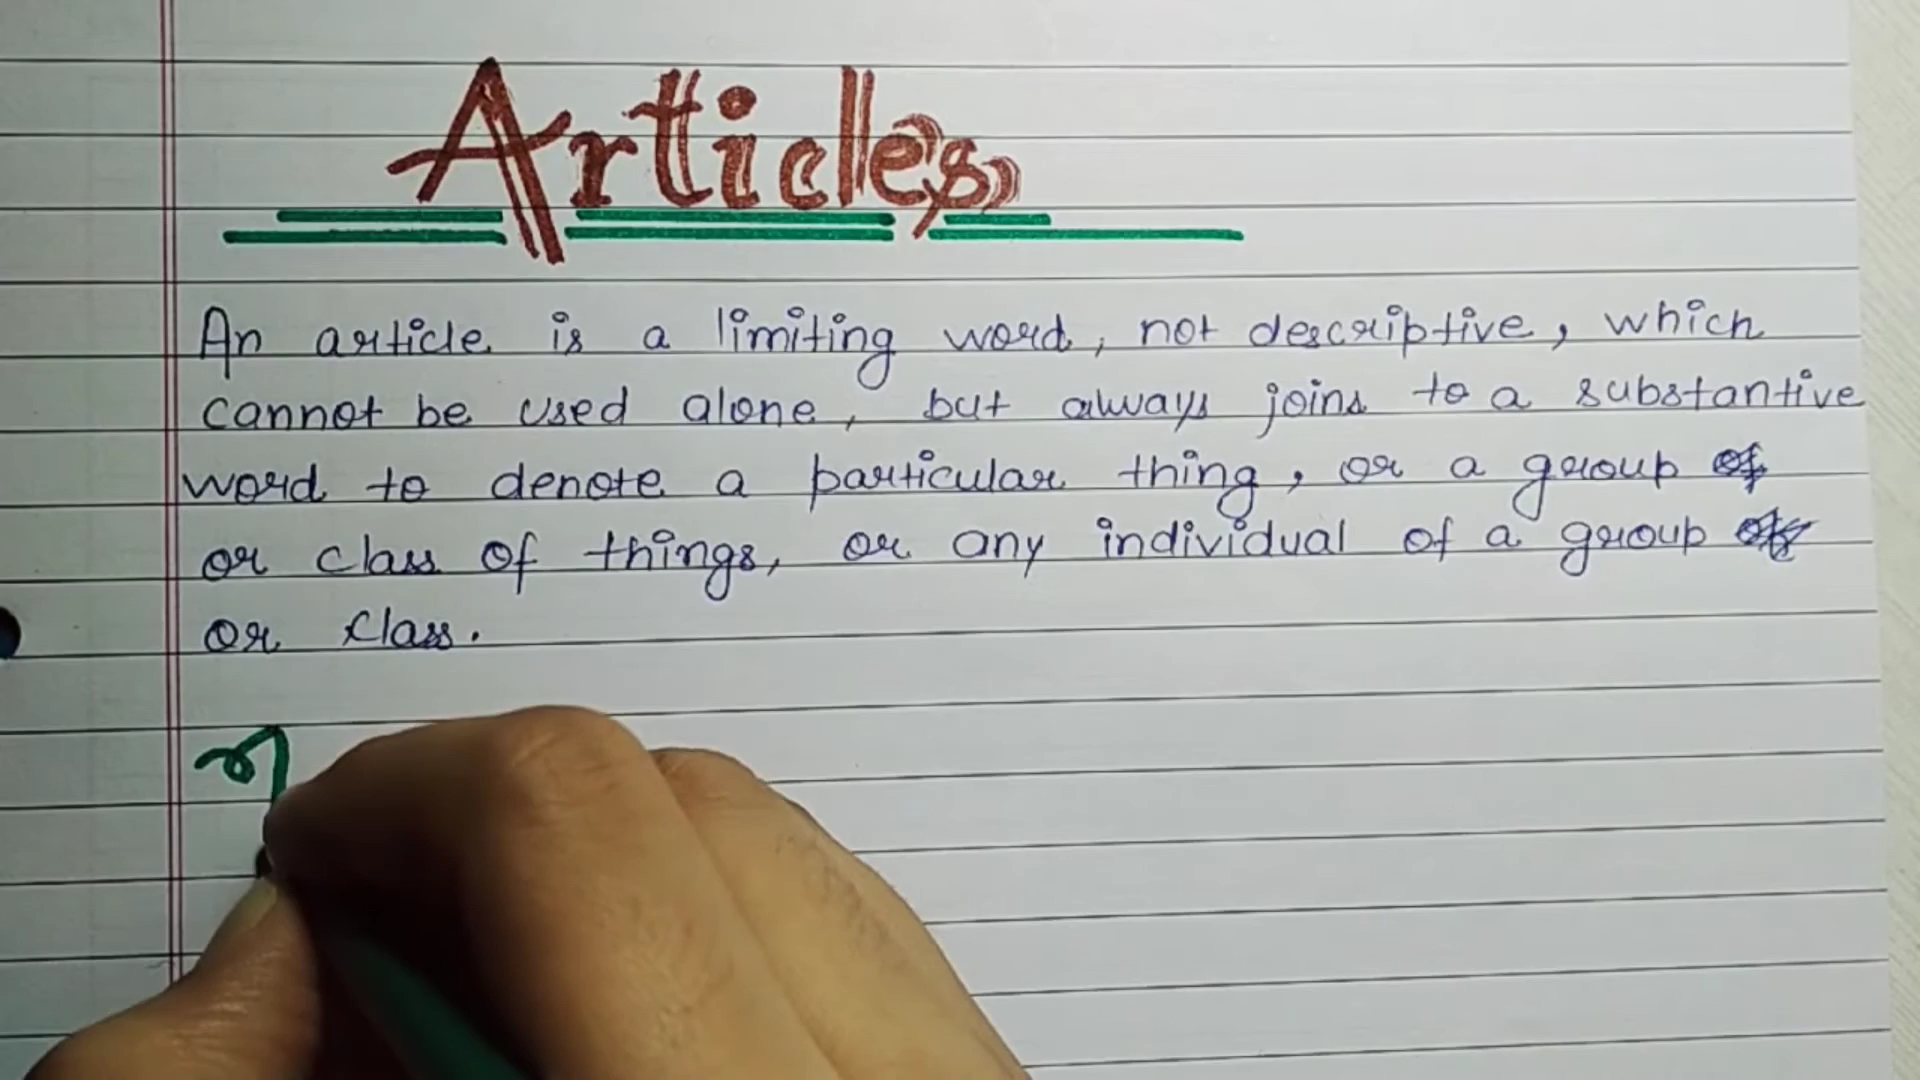 Articles
An article is a limiting word, not descriptive, which
cannot be used alone, but always joins to a substantive
word to denote a particular thing, or a group
or class of things, or any individual of a group
or class.